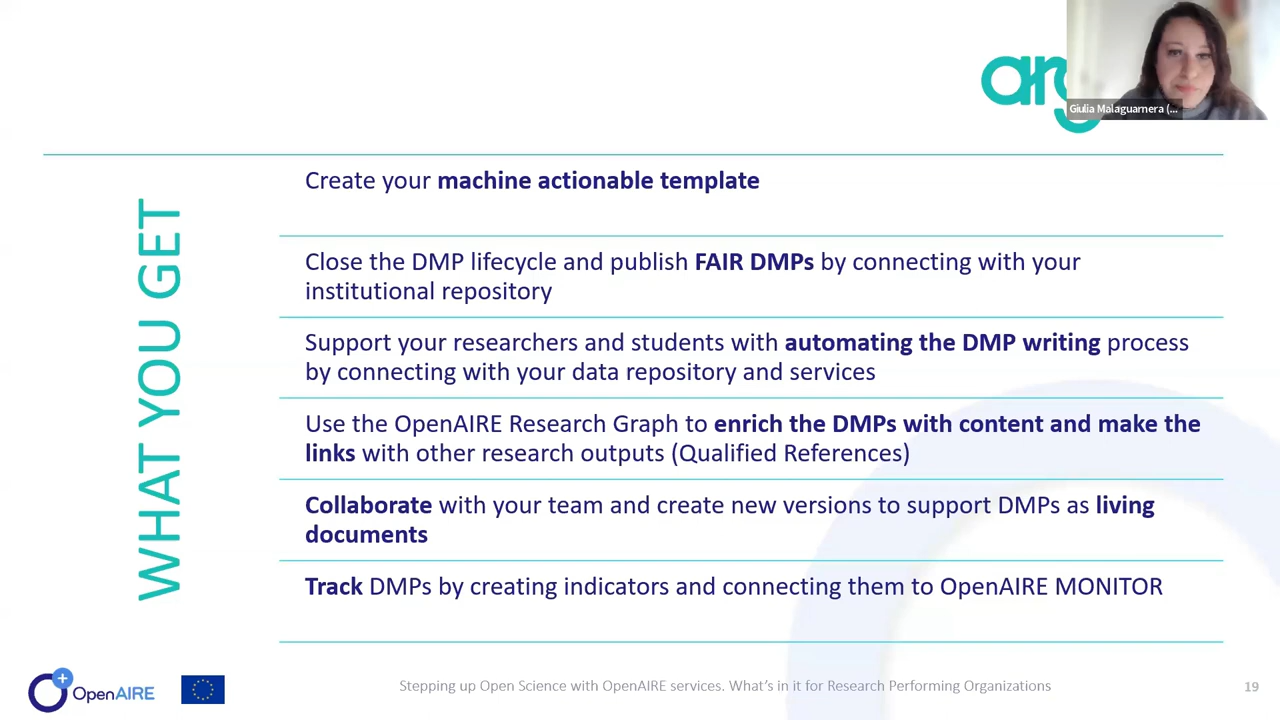 arg
Giulia Malaguarnera (...
WHAT YOU GET
Create your machine actionable template
Close the DMP lifecycle and publish FAIR DMPs by connecting with your
institutional repository
Support your researchers and students with automating the DMP writing process
by connecting with your data repository and services
Use the OpenAIRE Research Graph to enrich the DMPs with content and make the
links with other research outputs (Qualified References)
Collaborate with your team and create new versions to support DMPs as living
documents
Track DMPs by creating indicators and connecting them to OpenAIRE MONITOR
OpenAIRE
Stepping up Open Science with OpenAIRE services. What's in it for Research Performing Organizations
19